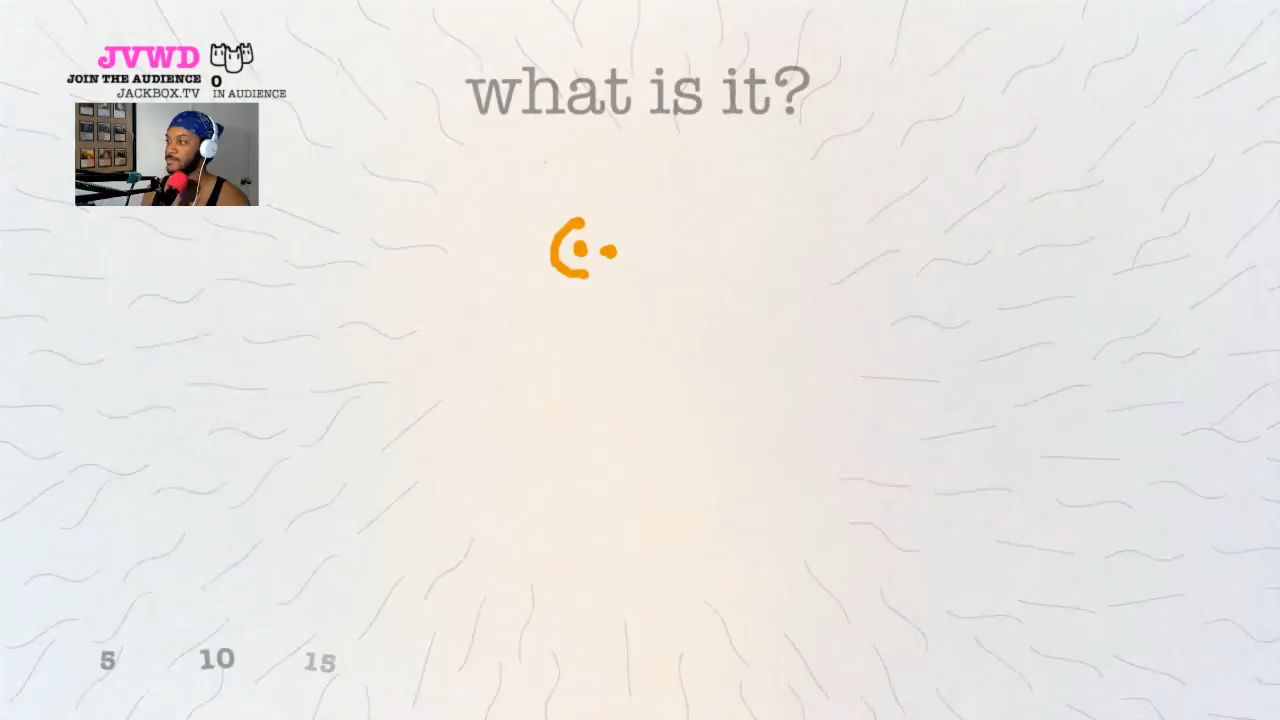 JVWD
JOIN THE AUDIENCE
JACKBOX.TV
0
IN AUDIENCE
what is it?
5 10 15